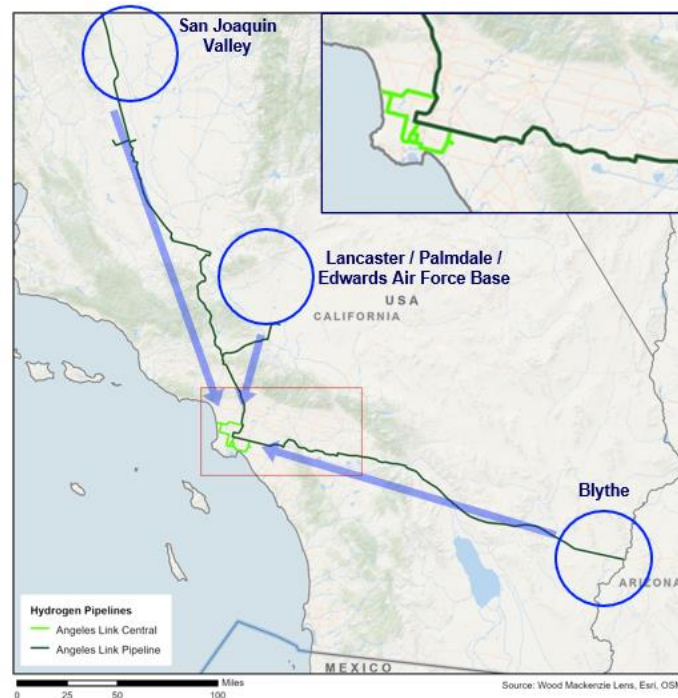 San Joaquin
Valley
Lancaster / Palmdale /
Edwards Air Force Base
USA
CALIFORNIA
Blythe
ARIZONA
Hydrogen Pipelines
Angeles Link Central
Angeles Link Pipeline
MEXICO
Miles
0 25 50 100
Source: Wood Mackenzie Lens, Esri, OSM